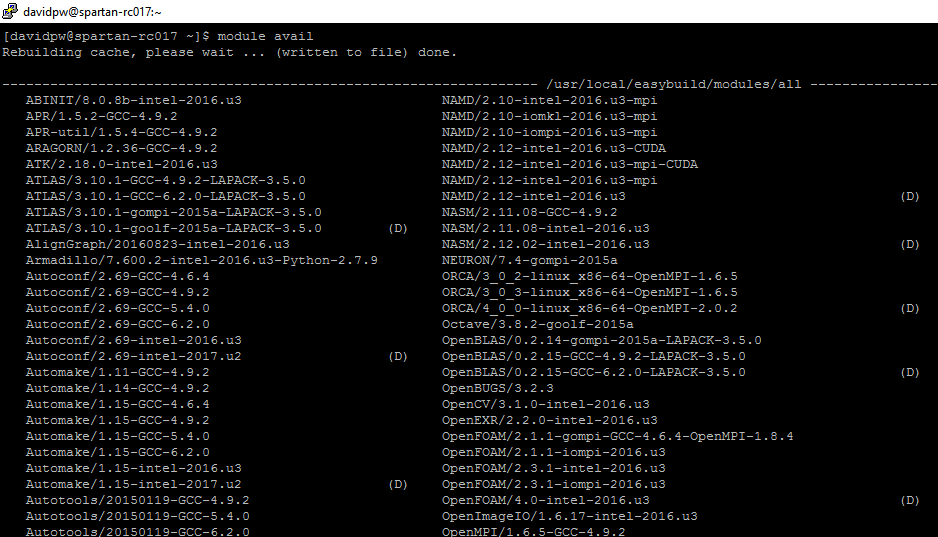 davidpw@spartan-rc017:~
[davidpw@spartan-rc017 ~]$ module avail
Rebuilding cache, please wait ... (written to file) done.
------------------------------------------------------------------- /usr/local/easybuild/modules/all ----------------
ABINIT/8.0.8b-intel-2016.u3 NAMD/2.10-intel-2016.u3-mpi
APR/1.5.2-GCC-4.9.2 NAMD/2.10-iomkl-2016.u3-mpi
APR-util/1.5.4-GCC-4.9.2 NAMD/2.10-iompi-2016.u3-mpi
ARAGORN/1.2.36-GCC-4.9.2 NAMD/2.12-intel-2016.u3-CUDA
ATK/2.18.0-intel-2016.u3 NAMD/2.12-intel-2016.u3-mpi-CUDA
ATLAS/3.10.1-GCC-4.9.2-LAPACK-3.5.0 NAMD/2.12-intel-2016.u3-mpi
ATLAS/3.10.1-GCC-6.2.0-LAPACK-3.5.0 NAMD/2.12-intel-2016.u3 (D)
ATLAS/3.10.1-gompi-2015a-LAPACK-3.5.0 NASM/2.11.08-GCC-4.9.2
ATLAS/3.10.1-goolf-2015a-LAPACK-3.5.0 (D) NASM/2.11.08-intel-2016.u3
AlignGraph/20160823-intel-2016.u3 NASM/2.12.02-intel-2016.u3 (D)
Armadillo/7.600.2-intel-2016.u3-Python-2.7.9 NEURON/7.4-gompi-2015a
Autoconf/2.69-GCC-4.6.4 ORCA/3_0_2-linux_x86-64-OpenMPI-1.6.5
Autoconf/2.69-GCC-4.9.2 ORCA/3_0_3-linux_x86-64-OpenMPI-1.6.5
Autoconf/2.69-GCC-5.4.0 ORCA/4_0_0-linux_x86-64-OpenMPI-2.0.2 (D)
Autoconf/2.69-GCC-6.2.0 Octave/3.8.2-goolf-2015a
Autoconf/2.69-intel-2016.u3 OpenBLAS/0.2.14-gompi-2015a-LAPACK-3.5.0
Autoconf/2.69-intel-2017.u2 (D) OpenBLAS/0.2.15-GCC-4.9.2-LAPACK-3.5.0
Automake/1.11-GCC-4.9.2 OpenBLAS/0.2.15-GCC-6.2.0-LAPACK-3.5.0 (D)
Automake/1.14-GCC-4.9.2 OpenBUGS/3.2.3
Automake/1.15-GCC-4.6.4 OpenCV/3.1.0-intel-2016.u3
Automake/1.15-GCC-4.9.2 OpenEXR/2.2.0-intel-2016.u3
Automake/1.15-GCC-5.4.0 OpenFOAM/2.1.1-gompi-GCC-4.6.4-OpenMPI-1.8.4
Automake/1.15-GCC-6.2.0 OpenFOAM/2.1.1-iompi-2016.u3
Automake/1.15-intel-2016.u3 OpenFOAM/2.3.1-intel-2016.u3
Automake/1.15-intel-2017.u2 (D) OpenFOAM/2.3.1-iompi-2016.u3
Autotools/20150119-GCC-4.9.2 OpenFOAM/4.0-intel-2016.u3 (D)
Autotools/20150119-GCC-5.4.0 OpenImageIO/1.6.17-intel-2016.u3
Autotools/20150119-GCC-6.2.0 OpenMPI/1.6.5-GCC-4.9.2